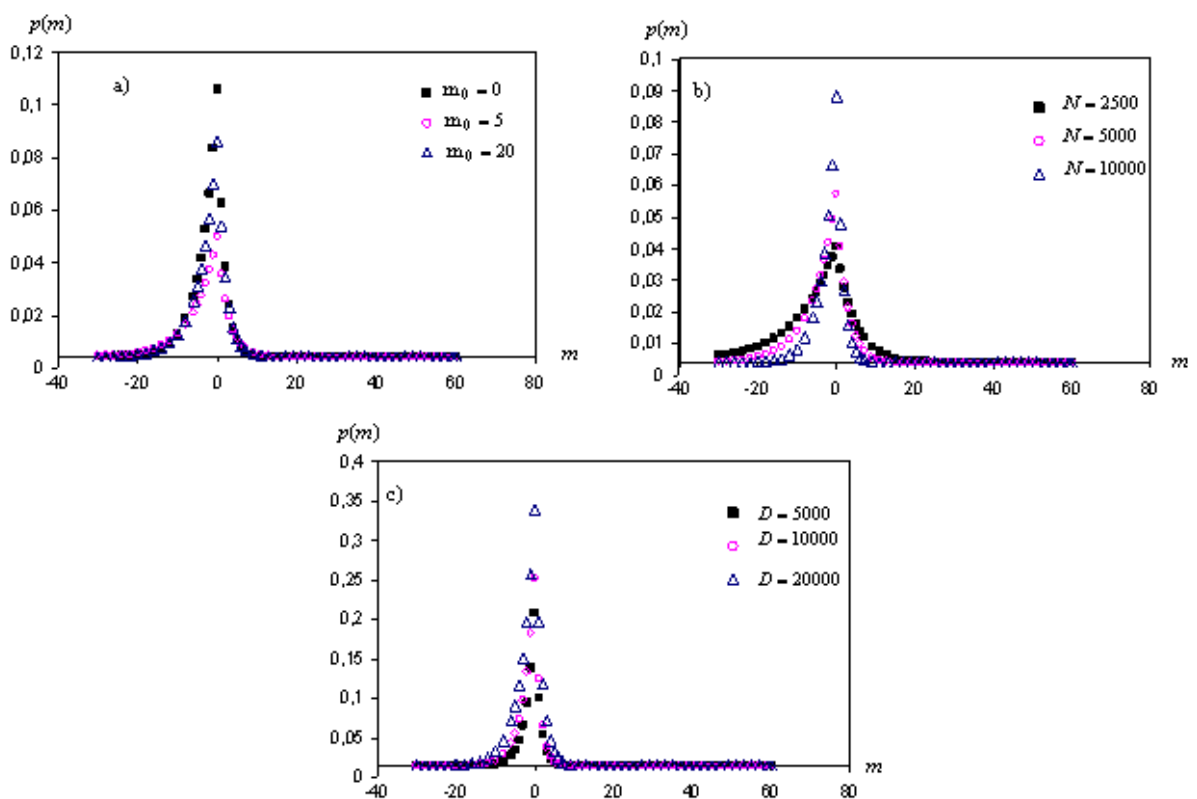 p(m)
0,12
0,1
0,08
0,06
0,04
0,02
0
-40 -20 0 20 40 60 80
m
a)
m₀ = 0
m₀ = 5
m₀ = 20
p(m)
0,1
0,09
0,08
0,07
0,06
0,05
0,04
0,03
0,02
0,01
0
-40 -20 0 20 40 60 80
m
b)
N = 2500
N = 5000
N = 10000
p(m)
0,4
0,35
0,3
0,25
0,2
0,15
0,1
0,05
0
-40 -20 0 20 40 60 80
m
c)
D = 5000
D = 10000
D = 20000